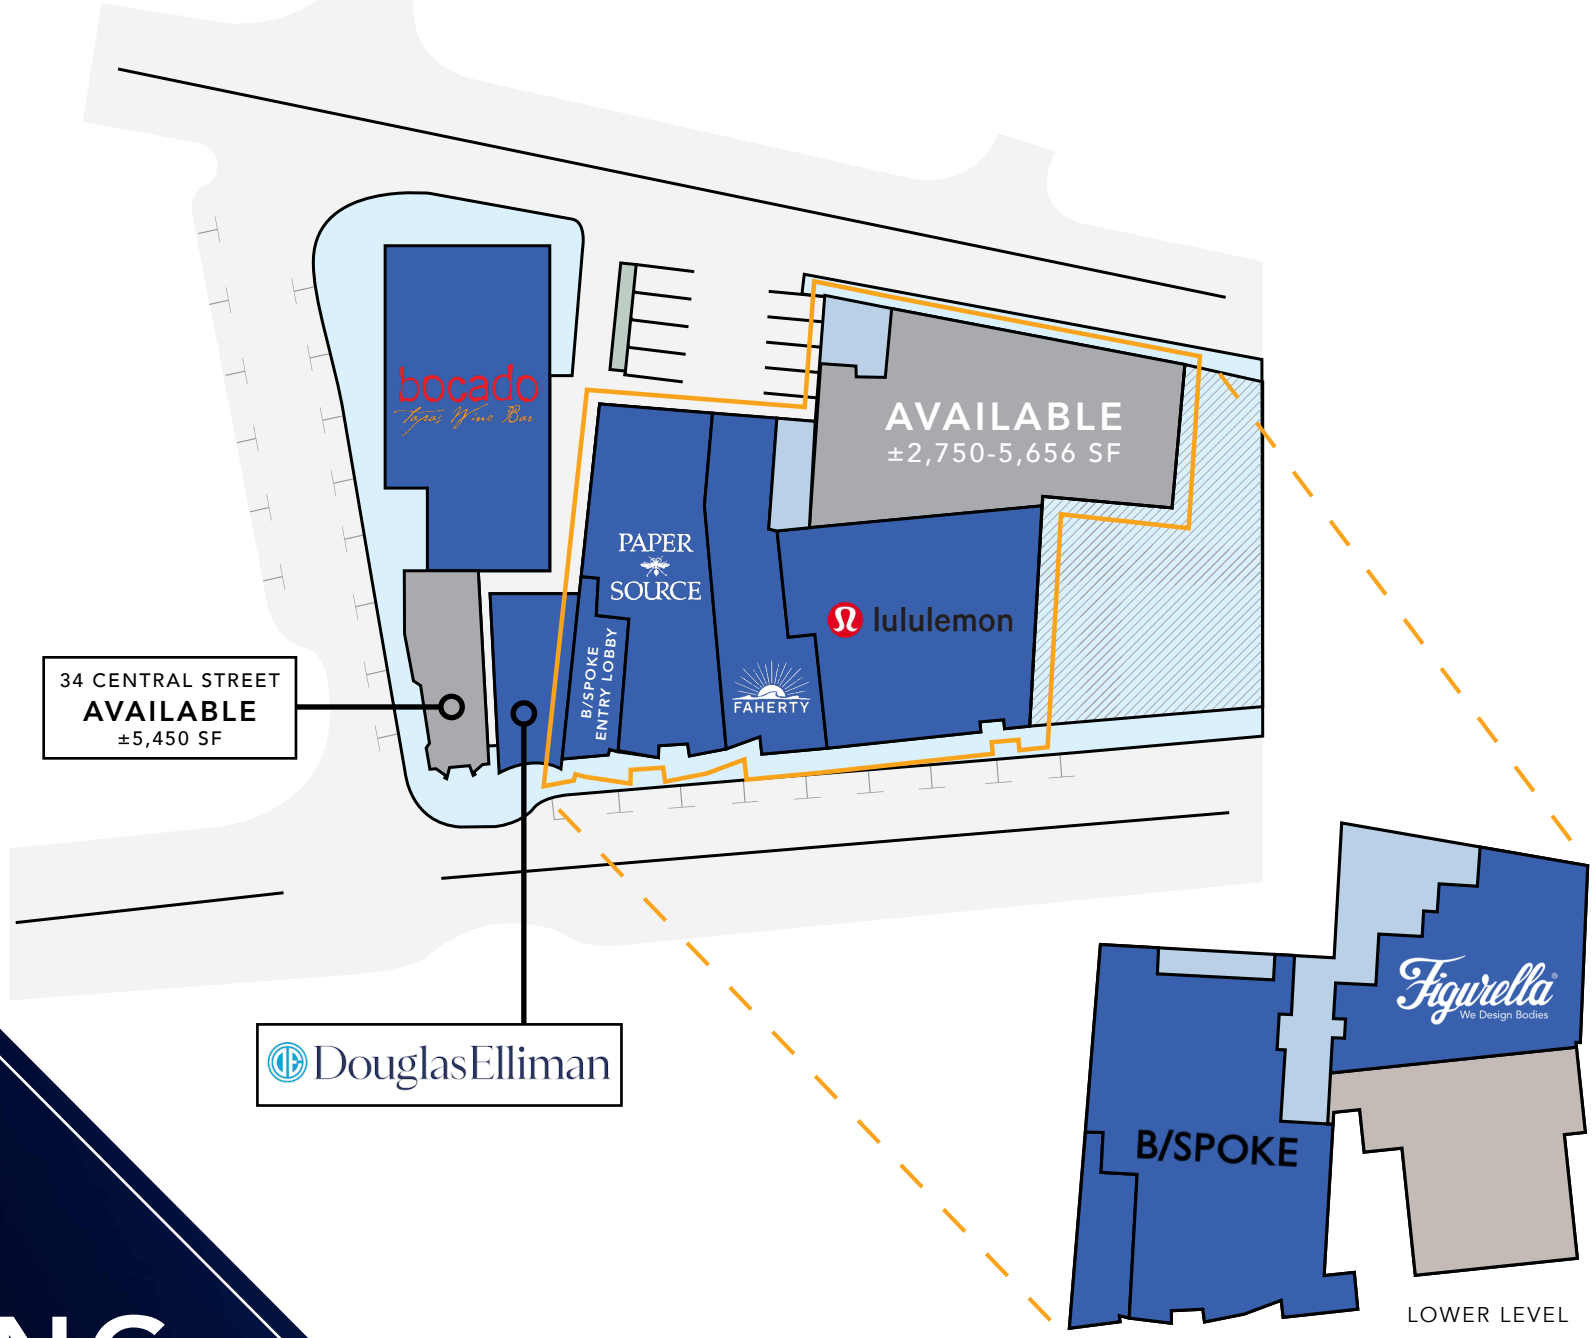 bocado
Tapas Wine Bar
AVAILABLE
±2,750-5,656 SF
PAPER
SOURCE
lululemon
B/SPOKE
ENTRY LOBBY
FAHERTY
34 CENTRAL STREET
AVAILABLE
±5,450 SF
DE DouglasElliman
Figurella®
We Design Bodies
B/SPOKE
LOWER LEVEL